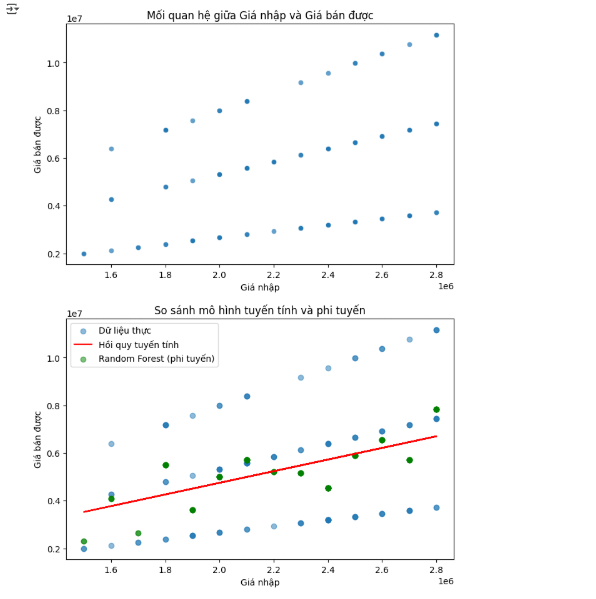 Mối quan hệ giữa Giá nhập và Giá bán được
1e7
1.0
0.8
0.6
0.4
0.2
Giá bán được
1.6 1.8 2.0 2.2 2.4 2.6 2.8
1e6
Giá nhập
So sánh mô hình tuyến tính và phi tuyến
1e7
Dữ liệu thực
Hồi quy tuyến tính
Random Forest (phi tuyến)
1.0
0.8
0.6
0.4
0.2
Giá bán được
1.6 1.8 2.0 2.2 2.4 2.6 2.8
1e6
Giá nhập